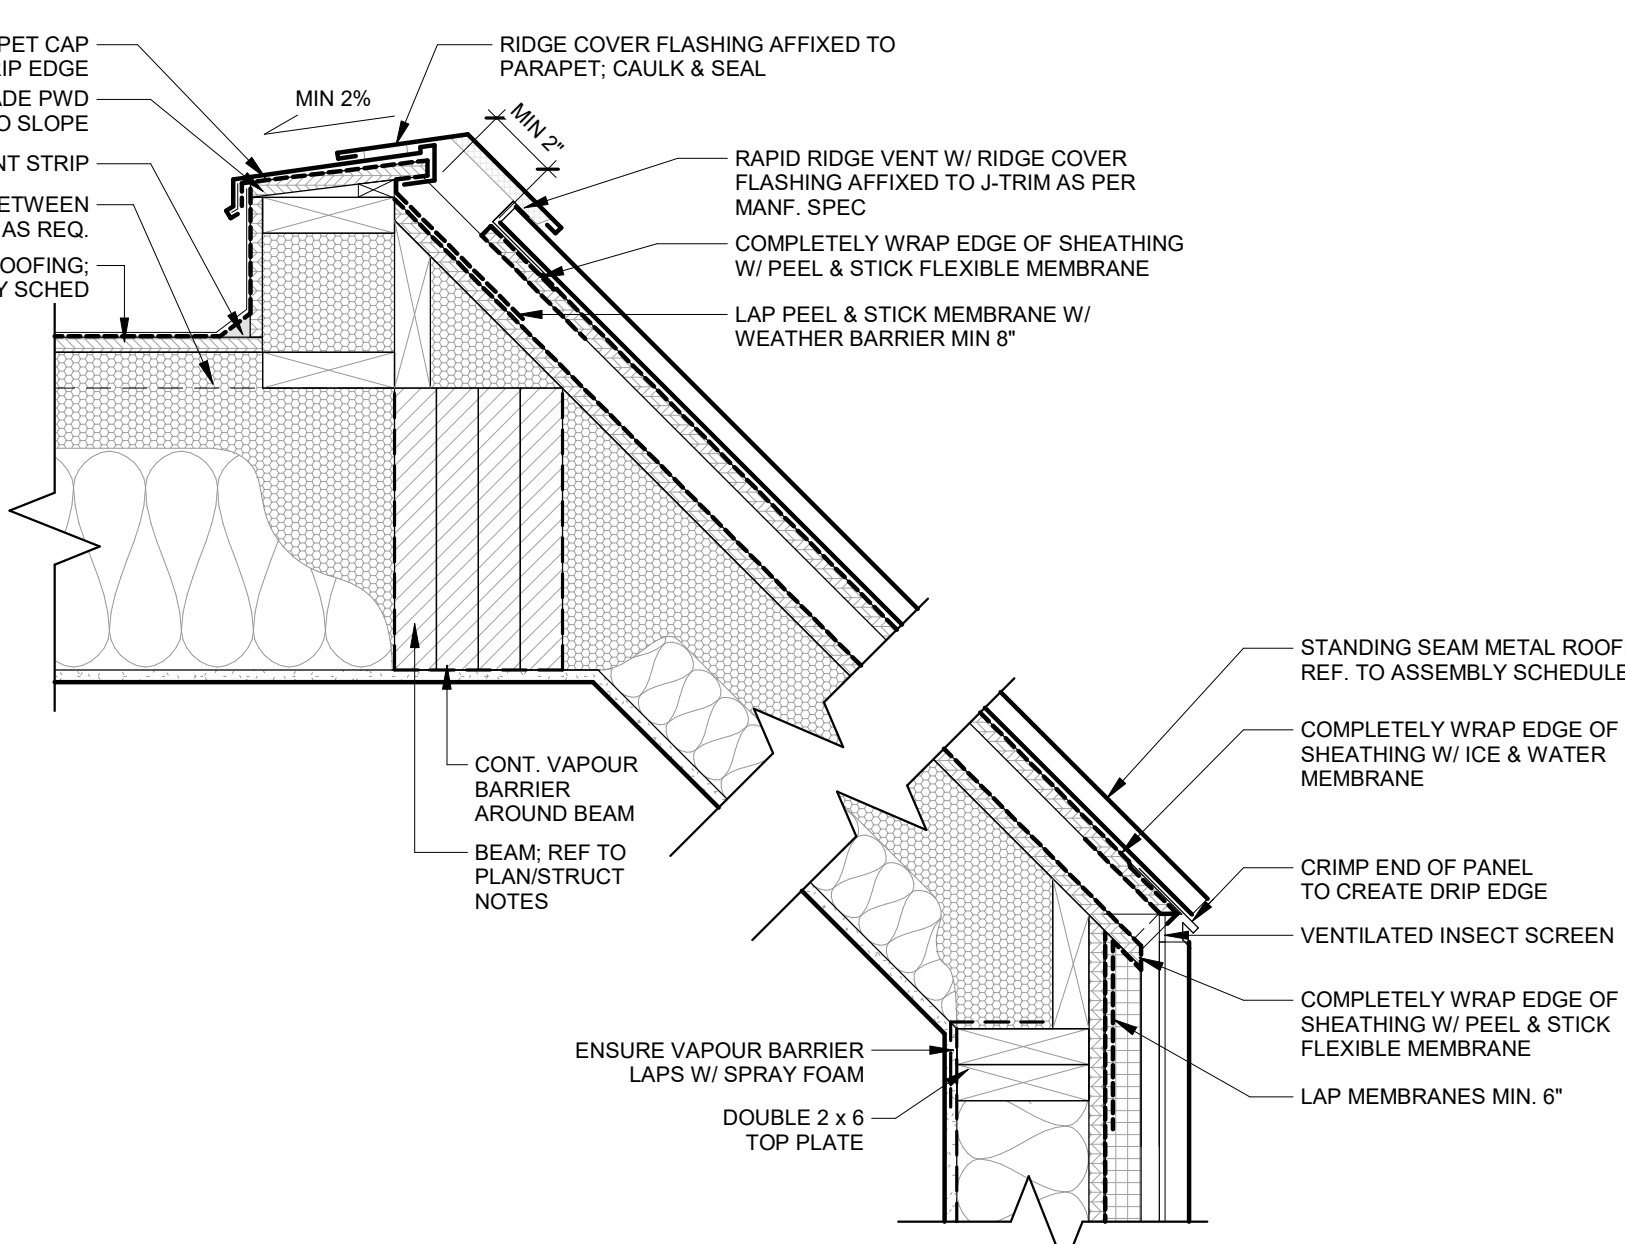 PET CAP
RIP EDGE
ADE PWD
O SLOPE
NT STRIP
ETWEEN
AS REQ.
OOFING;
Y SCHED
MIN 2%
RIDGE COVER FLASHING AFFIXED TO
PARAPET; CAULK & SEAL
MIN 2"
RAPID RIDGE VENT W/ RIDGE COVER
FLASHING AFFIXED TO J-TRIM AS PER
MANF. SPEC
COMPLETELY WRAP EDGE OF SHEATHING
W/ PEEL & STICK FLEXIBLE MEMBRANE
LAP PEEL & STICK MEMBRANE W/
WEATHER BARRIER MIN 8"
CONT. VAPOUR
BARRIER
AROUND BEAM
BEAM; REF TO
PLAN/STRUCT
NOTES
STANDING SEAM METAL ROOF
REF. TO ASSEMBLY SCHEDULE
COMPLETELY WRAP EDGE OF
SHEATHING W/ ICE & WATER
MEMBRANE
CRIMP END OF PANEL
TO CREATE DRIP EDGE
VENTILATED INSECT SCREEN
COMPLETELY WRAP EDGE OF
SHEATHING W/ PEEL & STICK
FLEXIBLE MEMBRANE
LAP MEMBRANES MIN. 6"
ENSURE VAPOUR BARRIER
LAPS W/ SPRAY FOAM
DOUBLE 2 x 6
TOP PLATE